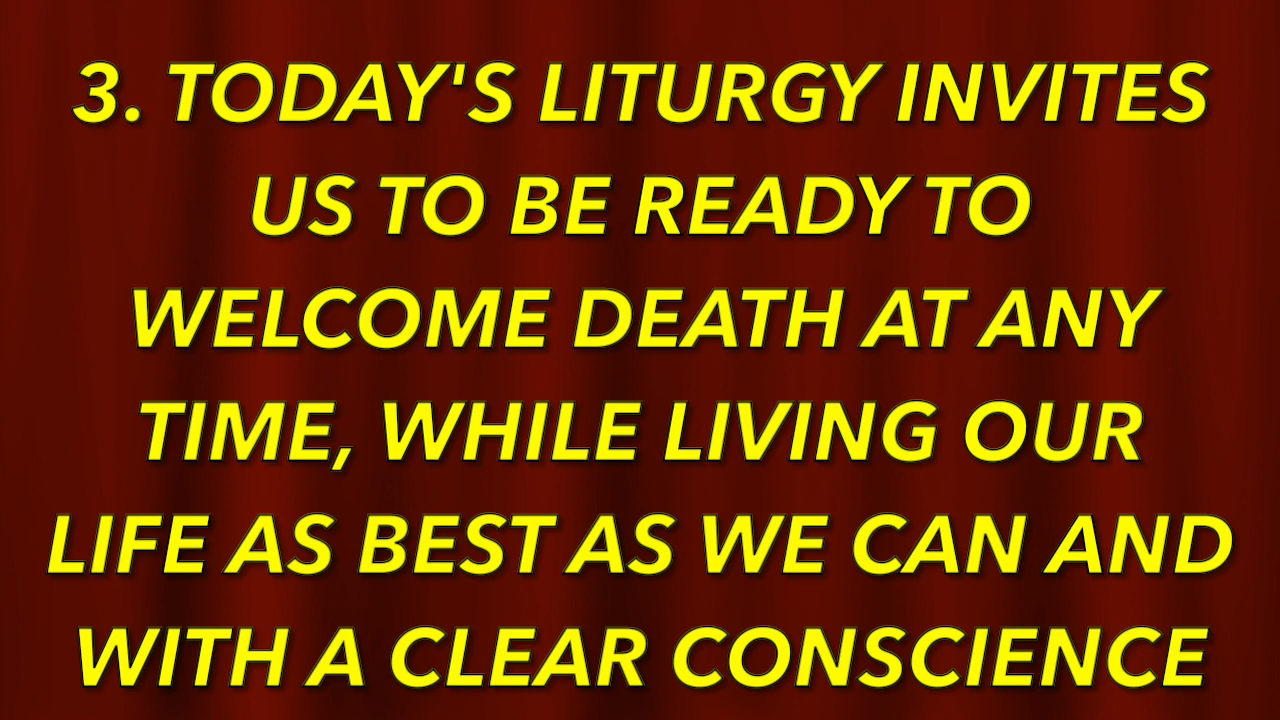 3. TODAY'S LITURGY INVITES
US TO BE READY TO
WELCOME DEATH AT ANY
TIME, WHILE LIVING OUR
LIFE AS BEST AS WE CAN AND
WITH A CLEAR CONSCIENCE